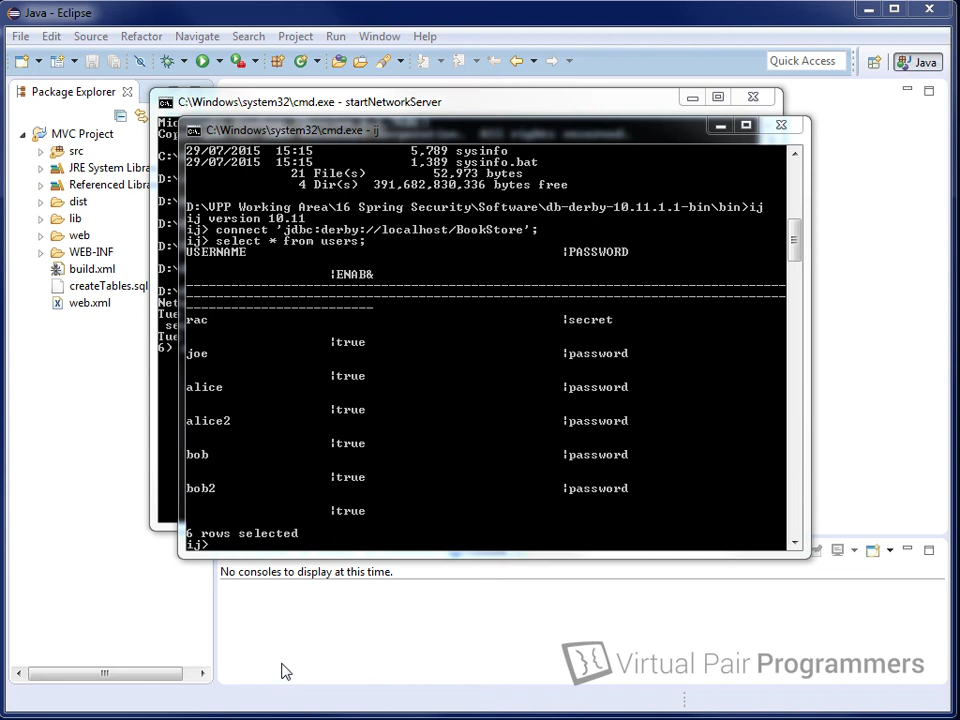 Java - Eclipse
File Edit Source Refactor Navigate Search Project Run Window Help
Quick Access
Java
Package Explorer
C:\Windows\system32\cmd.exe - startNetworkServer
C:\Windows\system32\cmd.exe - ij
MVC Project
src
JRE System Libra
Referenced Librar
dist
lib
web
WEB-INF
build.xml
createTables.sql
web.xml
29/07/2015 15:15 5,789 sysinfo
29/07/2015 15:15 1,389 sysinfo.bat
21 File(s) 52,973 bytes
4 Dir(s) 391,682,830,336 bytes free
D:\VPP Working Area\16 Spring Security\Software\db-derby-10.11.1.1-bin\bin>ij
ij version 10.11
ij> connect 'jdbc:derby://localhost/BookStore';
ij> select * from users;
USERNAME |PASSWORD
|ENAB&
rac |secret
|true
joe |password
|true
alice |password
|true
alice2 |password
|true
bob |password
|true
bob2 |password
|true
6 rows selected
ij>
6>
No consoles to display at this time.
Virtual Pair Programmers